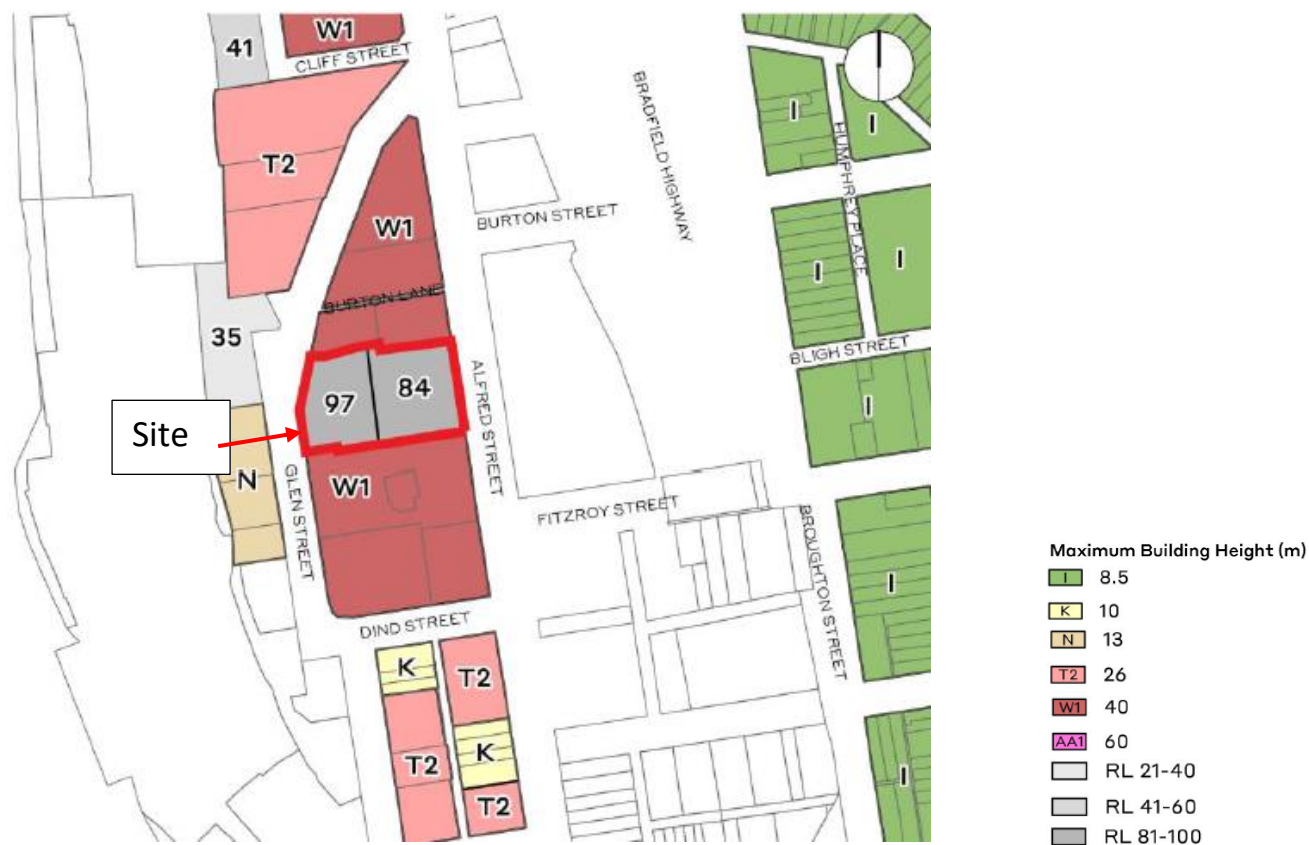 W1
41
CLIFF STREET
T2
W1
BURTON STREET
BRADFIELD HIGHWAY
I
I
HUMPHREY PLACE
I
I
BURTON LANE
35
BLIGH STREET
97
84
ALFRED STREET
I
Site
N
GLEN STREET
W1
FITZROY STREET
BROUGHTON STREET
I
DIND STREET
K
T2
T2
K
T2
I
Maximum Building Height (m)
I 8.5
K 10
N 13
T2 26
W1 40
AA1 60
RL 21-40
RL 41-60
RL 81-100